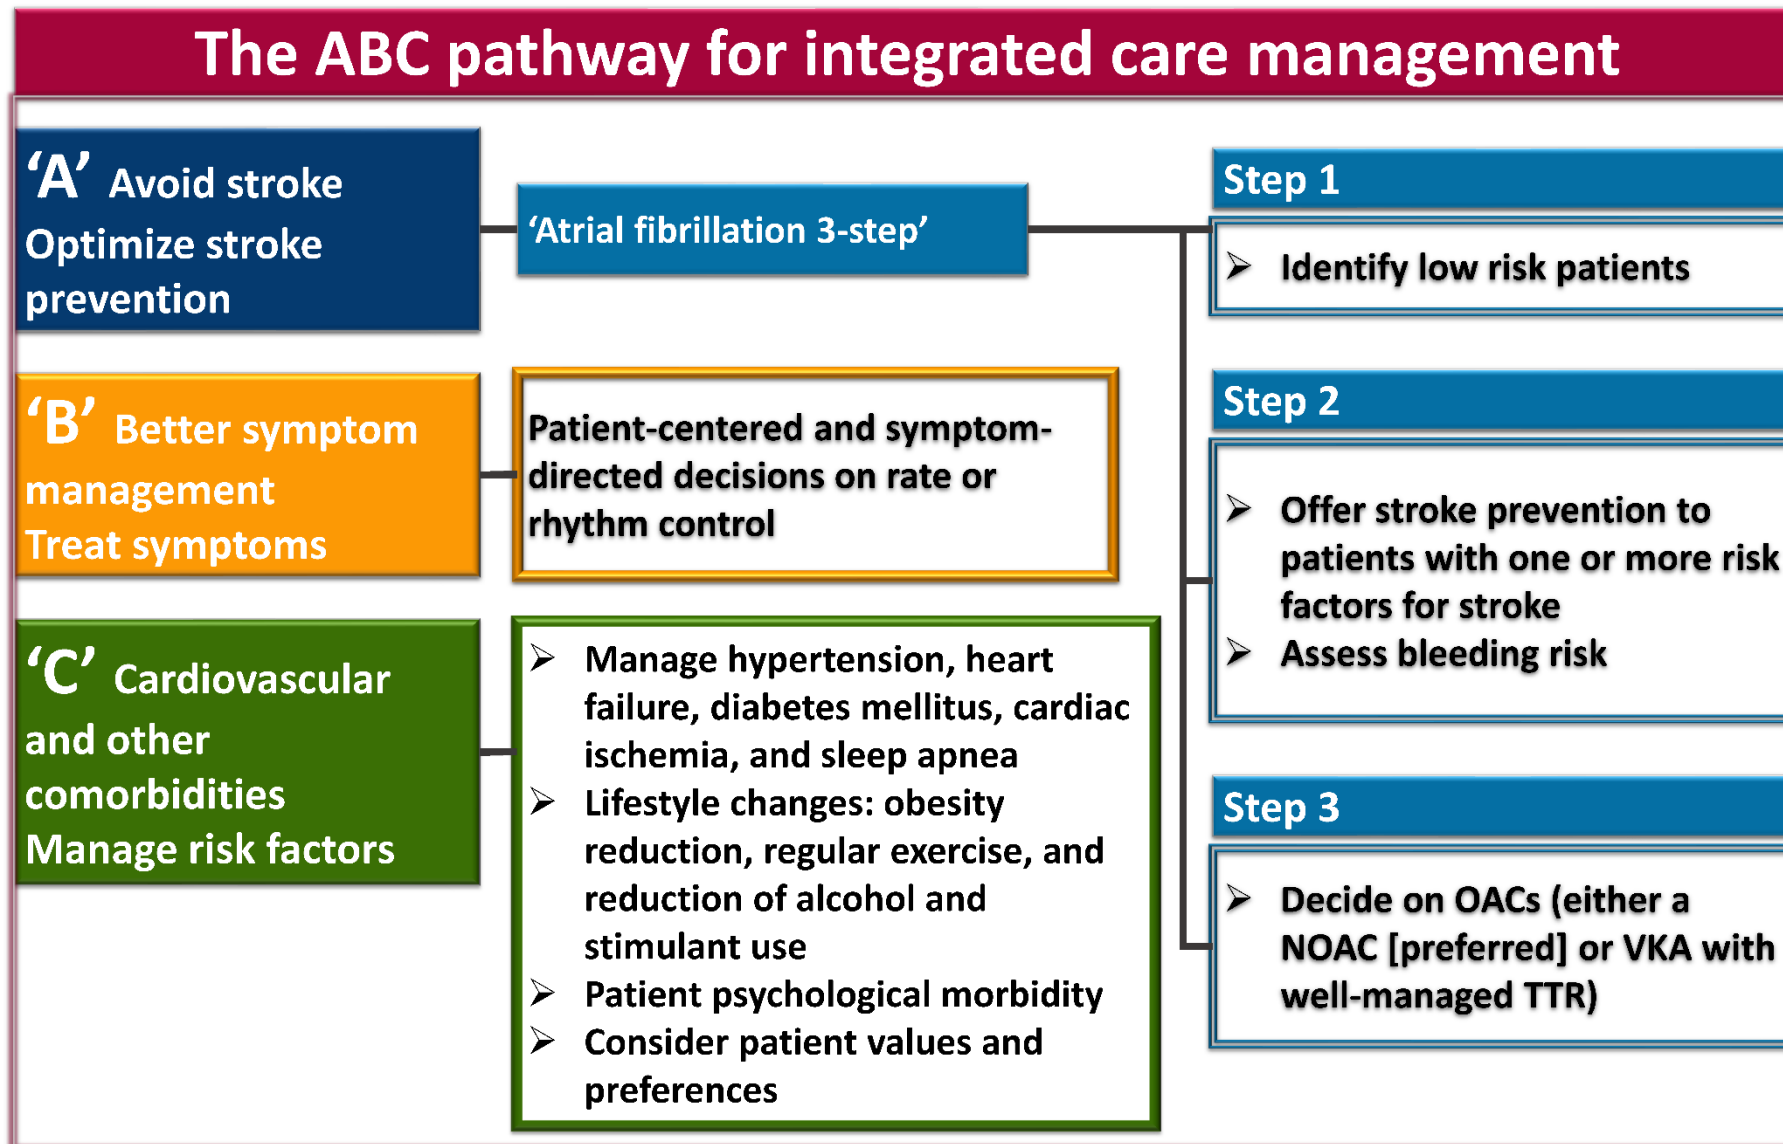 The ABC pathway for integrated care management
‘A’ Avoid stroke
Optimize stroke
prevention
‘Atrial fibrillation 3-step’
Step 1
➢ Identify low risk patients
Step 2
➢ Offer stroke prevention to
patients with one or more risk
factors for stroke
➢ Assess bleeding risk
Step 3
➢ Decide on OACs (either a
NOAC [preferred] or VKA with
well-managed TTR)
‘B’ Better symptom
management
Treat symptoms
Patient-centered and symptom-
directed decisions on rate or
rhythm control
‘C’ Cardiovascular
and other
comorbidities
Manage risk factors
➢ Manage hypertension, heart
failure, diabetes mellitus, cardiac
ischemia, and sleep apnea
➢ Lifestyle changes: obesity
reduction, regular exercise, and
reduction of alcohol and
stimulant use
➢ Patient psychological morbidity
➢ Consider patient values and
preferences